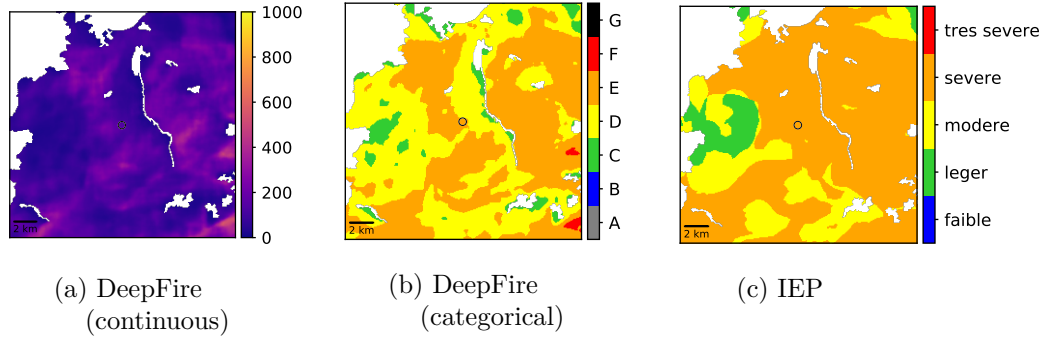 1000
800
600
400
200
0
2 km
G
F
E
D
C
B
A
2 km
tres severe
severe
modere
leger
faible
2 km
(a) DeepFire
(continuous)
(b) DeepFire
(categorical)
(c) IEP